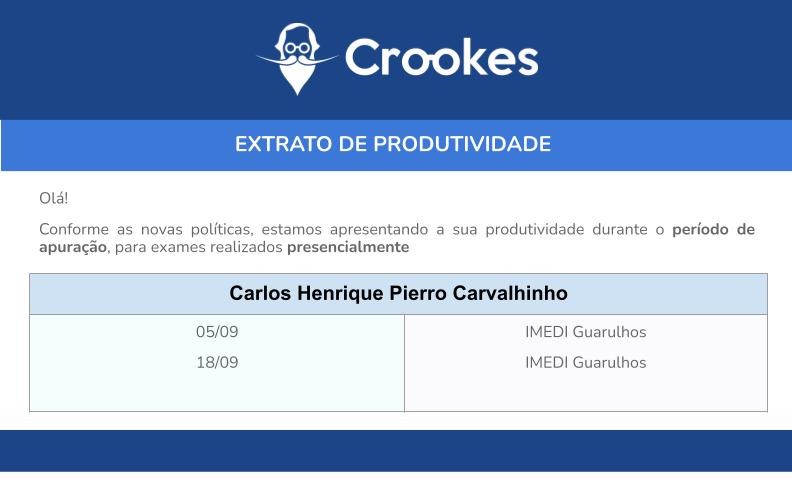 Crookes
EXTRATO DE PRODUTIVIDADE
Olá!
Conforme as novas políticas, estamos apresentando a sua produtividade durante o período de
apuração, para exames realizados presencialmente
Carlos Henrique Pierro Carvalhinho
05/09 IMEDI Guarulhos
18/09 IMEDI Guarulhos